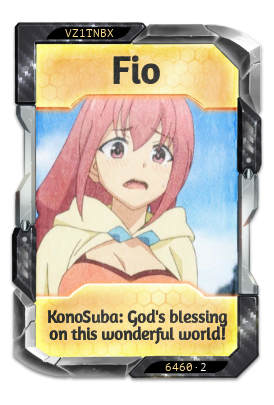 VZ1TNBX
Fio
KonoSuba: God's blessing
on this wonderful world!
6460·2